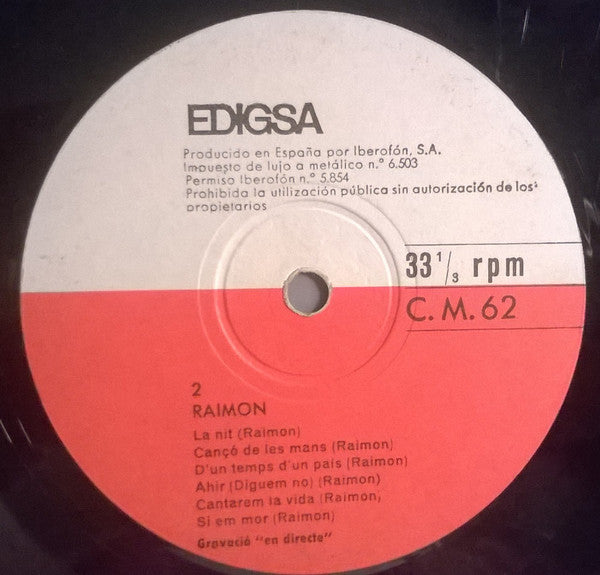 EDIGSA
Producido en España por Iberofón, S.A.
Impuesto de lujo a metálico n.º 6.503
Permiso Iberofón n.º 5.854
Prohibida la utilización pública sin autorización de los
propietarios
33 1/3 rpm
C. M. 62
2
RAIMON
La nit (Raimon)
Cançó de les mans (Raimon)
D'un temps d'un país (Raimon)
Ahir (Diguem no) (Raimon)
Cantarem la vida (Raimon)
Si em mor (Raimon)
Gravació "en directe"